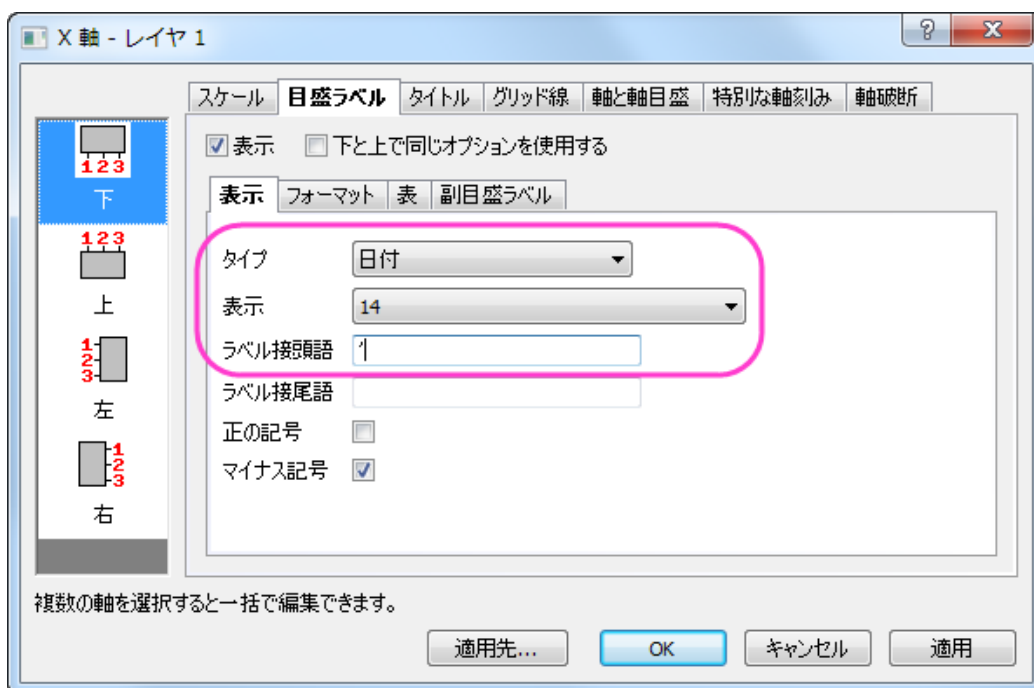 X 軸 - レイヤ 1
スケール 目盛ラベル タイトル グリッド線 軸と軸目盛 特別な軸刻み 軸破断
表示 下と上で同じオプションを使用する
表示 フォーマット 表 副目盛ラベル
123
下
123
上
1
2
3
左
1
2
3
右
タイプ 日付
表示 14
ラベル接頭語 '
ラベル接尾語
正の記号
マイナス記号
複数の軸を選択すると一括で編集できます。
適用先... OK キャンセル 適用